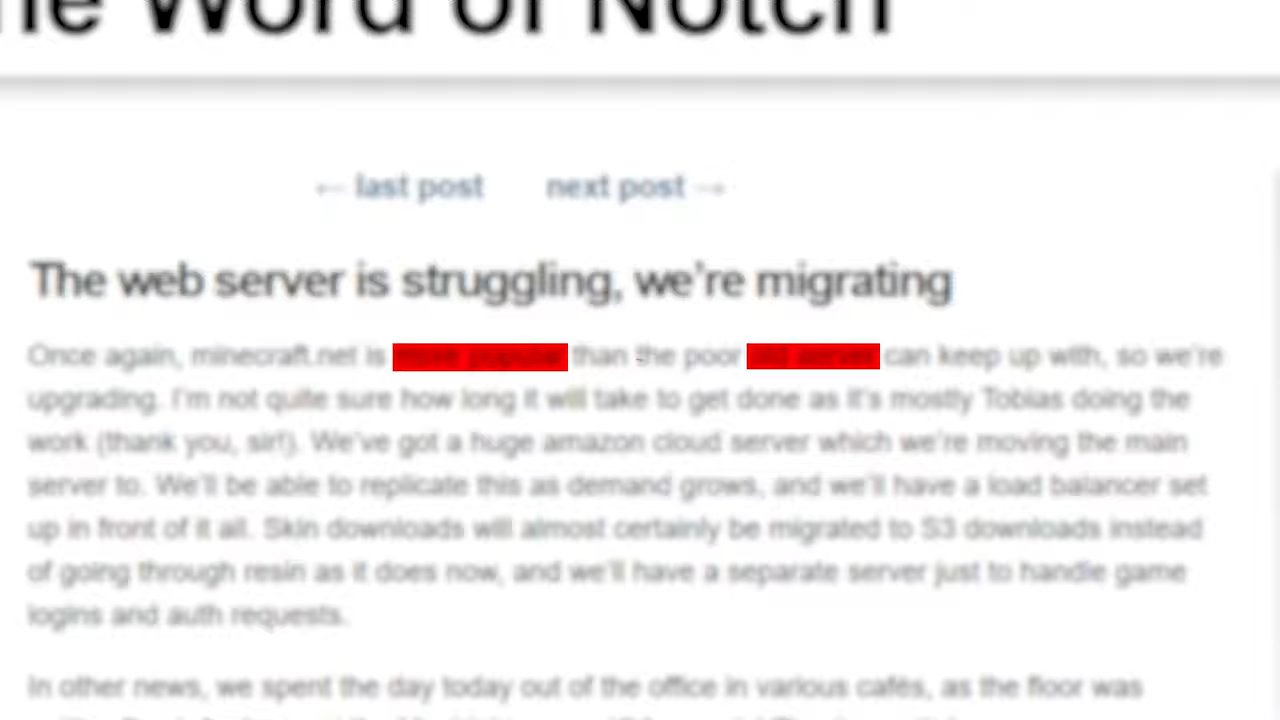 he Word of Notch
← last post next post →
The web server is struggling, we're migrating
Once again, minecraft.net is more popular than the poor old server can keep up with, so we're
upgrading. I'm not quite sure how long it will take to get done as it's mostly Tobias doing the
work (thank you, sir!). We've got a huge amazon cloud server which we're moving the main
server to. We'll be able to replicate this as demand grows, and we'll have a load balancer set
up in front of it all. Skin downloads will almost certainly be migrated to S3 downloads instead
of going through resin as it does now, and we'll have a separate server just to handle game
logins and auth requests.
In other news, we spent the day today out of the office in various cafés, as the floor was